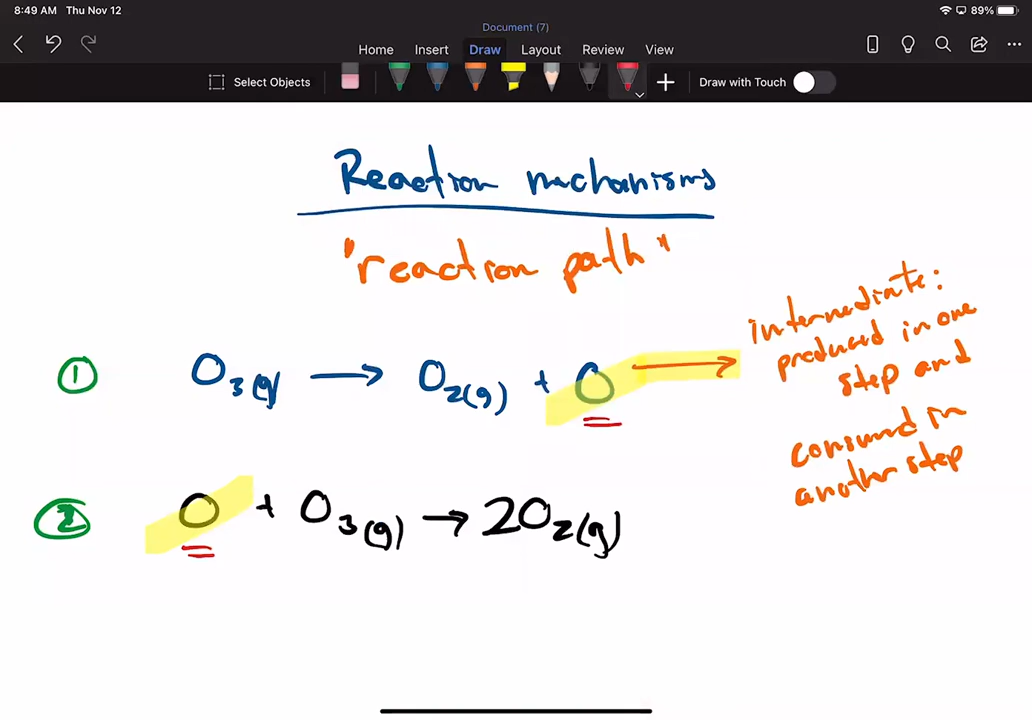 8:49 AM Thu Nov 12
89%
Document (7)
Home Insert Draw Layout Review View
Select Objects
Draw with Touch
Reaction mechanisms
"reaction path"
① O₃(g) → O₂(g) + O
intermediate:
produced in one
step and
consumed in
another step
② O + O₃(g) → 2O₂(g)